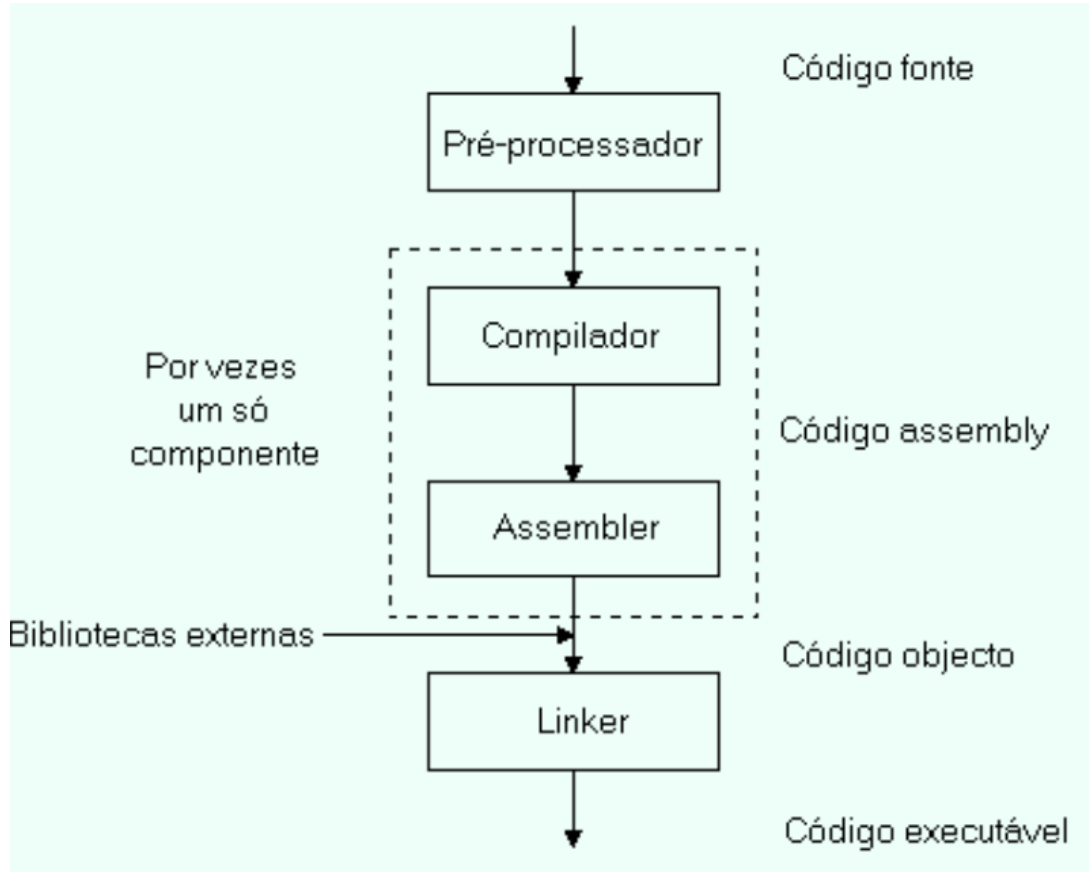 Código fonte
Pré-processador
Compilador
Por vezes
um só
componente
Código assembly
Assembler
Bibliotecas externas
Código objecto
Linker
Código executável